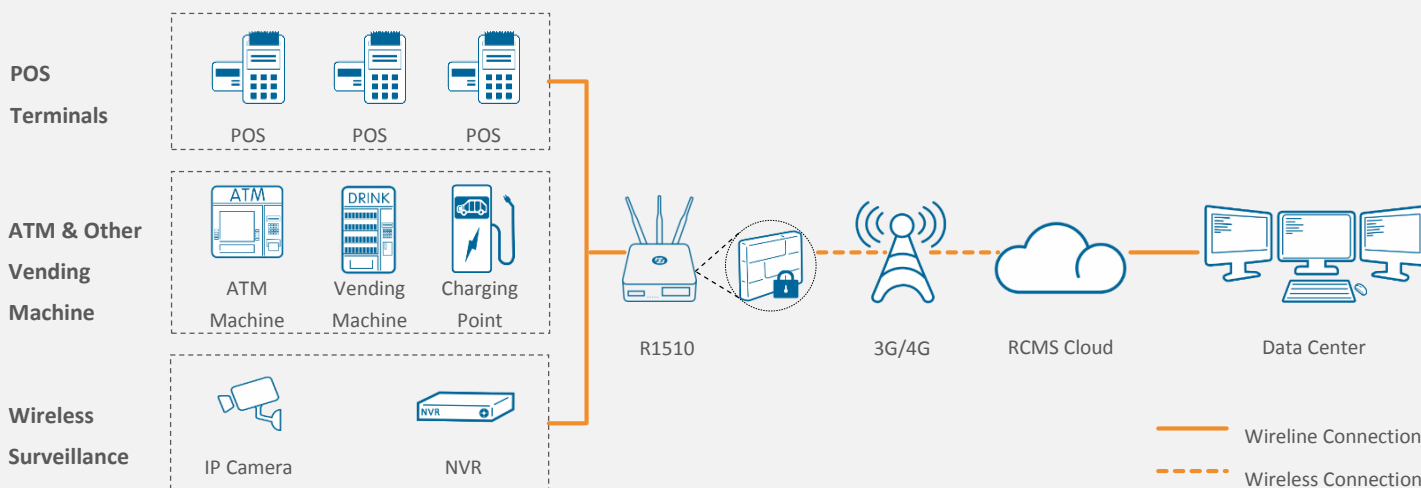 POS
Terminals
POS
POS
POS
ATM & Other
Vending
Machine
ATM
DRINK
ATM
Machine
Vending
Machine
Charging
Point
R1510
3G/4G
RCMS Cloud
Data Center
Wireless
Surveillance
NVR
IP Camera
NVR
Wireline Connection
Wireless Connection